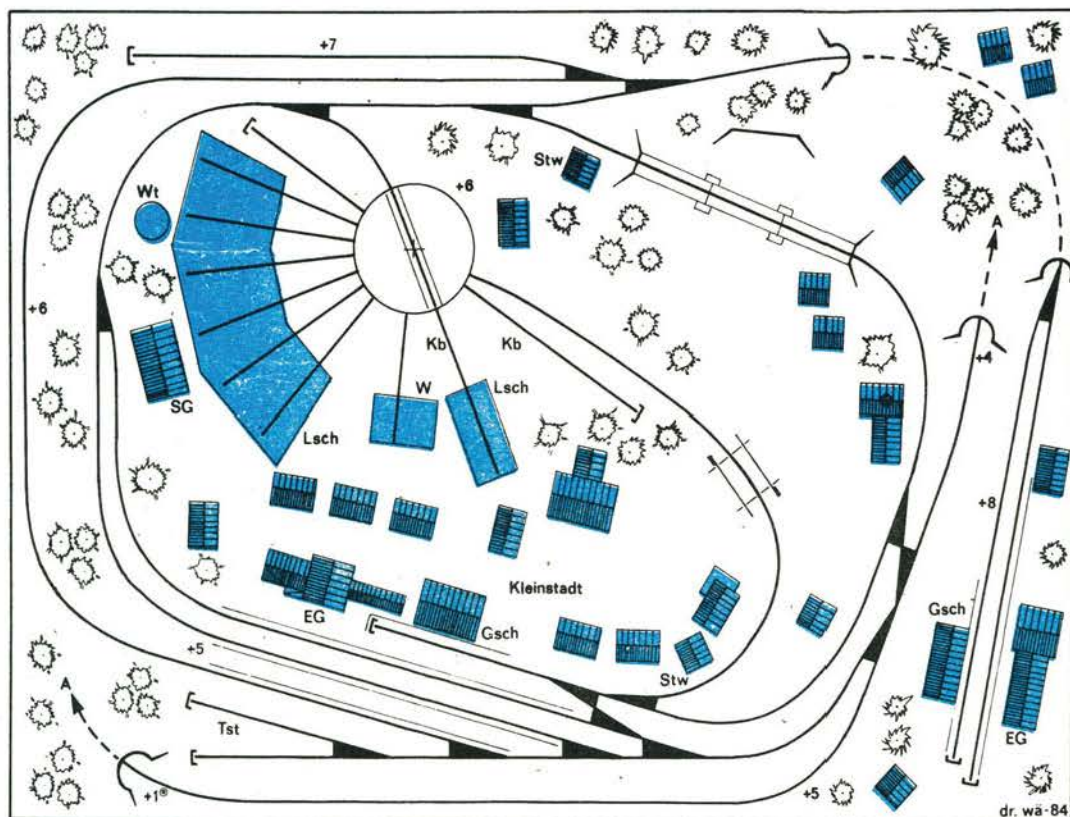 +7
Stw
Wt
+6
A
+6
+4
Kb
Kb
W
Lsch
SG
Lsch
+8
Kleinstadt
EG
Gsch
Gsch
+5
Stw
A
Tst
EG
+1⊕
+5
dr. wä-84